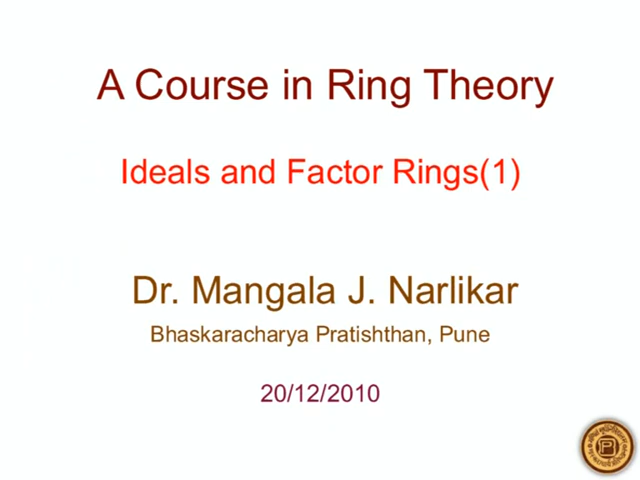 A Course in Ring Theory
Ideals and Factor Rings(1)
Dr. Mangala J. Narlikar
Bhaskaracharya Pratishthan, Pune
20/12/2010